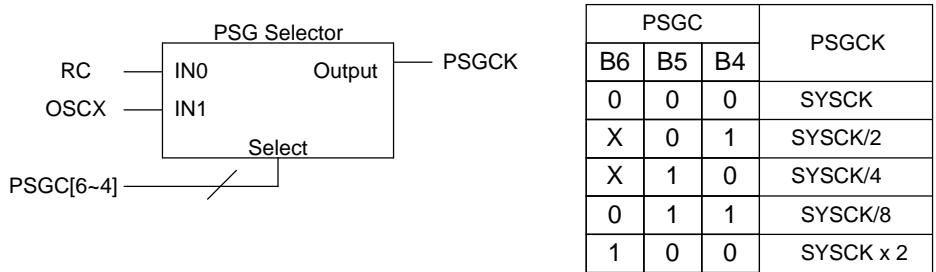 PSG Selector
RC IN0 Output PSGCK
OSCX IN1
Select
PSGC[6~4]
PSGC PSGCK
B6 B5 B4
0 0 0 SYSCK
X 0 1 SYSCK/2
X 1 0 SYSCK/4
0 1 1 SYSCK/8
1 0 0 SYSCK x 2